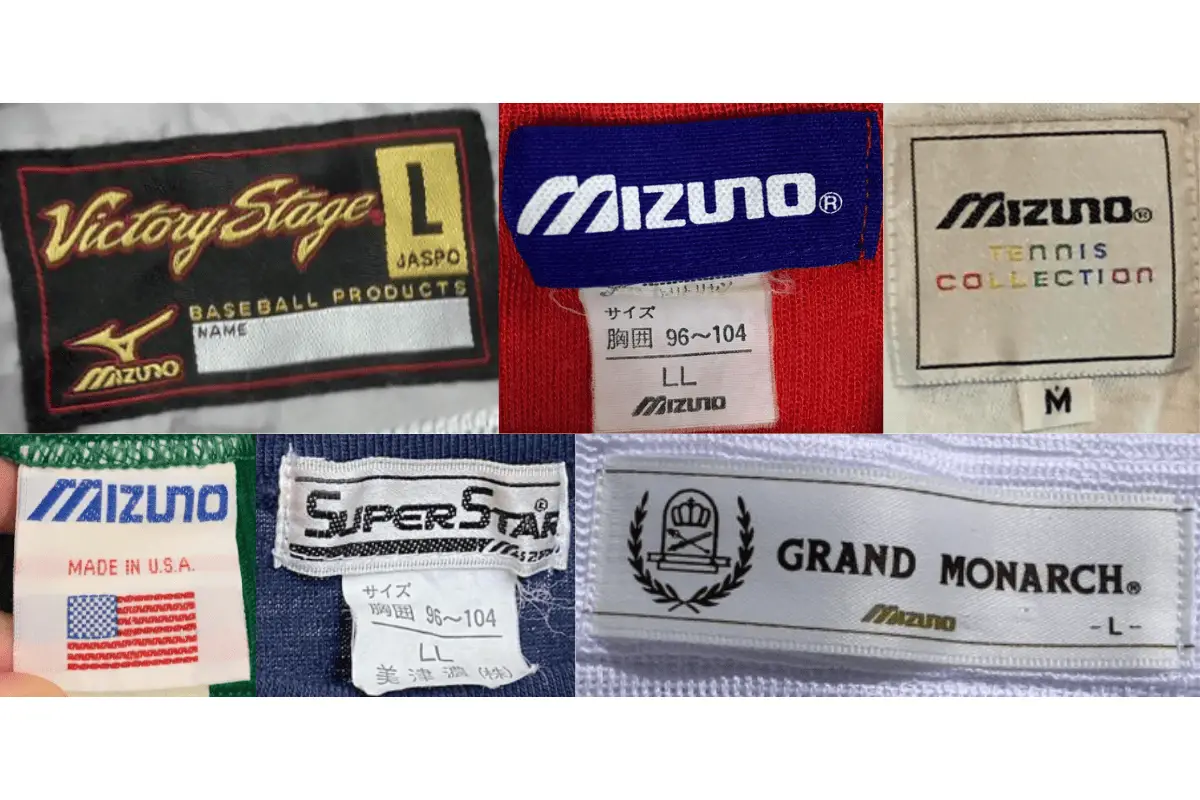 Victory Stage
L
JASPO
BASEBALL PRODUCTS
NAME
MIZUNO
MIZUNO®
サイズ
胸囲 96〜104
LL
MIZUNO
MIZUNO®
TENNIS
COLLECTION
M
MIZUNO
MADE IN U.S.A.
SUPERSTAR®
サイズ
胸囲 96〜104
LL
美津濃(株)
GRAND MONARCH®
MIZUNO
-L-